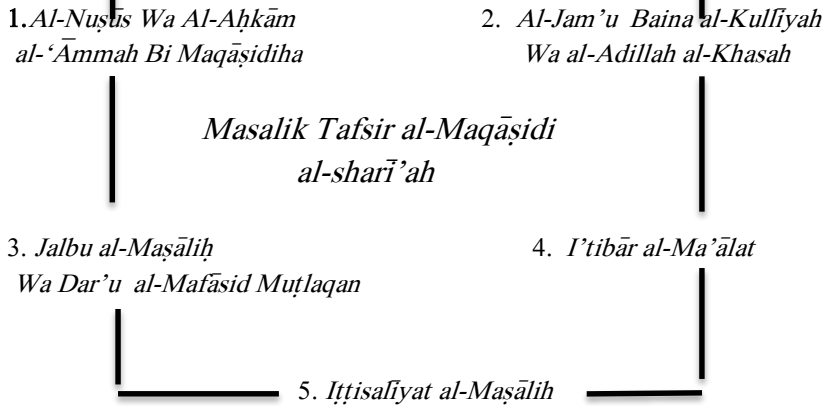 1.Al-Nuṣūs Wa Al-Aḥkām
al-‘Āmmah Bi Maqāṣidiha
2. Al-Jam'u Baina al-Kullīyah
Wa al-Adillah al-Khasah
Masalik Tafsir al-Maqāṣidi
al-sharī’ah
3. Jalbu al-Maṣāliḥ
Wa Dar’u al-Mafāsid Muṭlaqan
4. I’tibār al-Ma’ālat
5. Iṭṭisalīyat al-Maṣālih